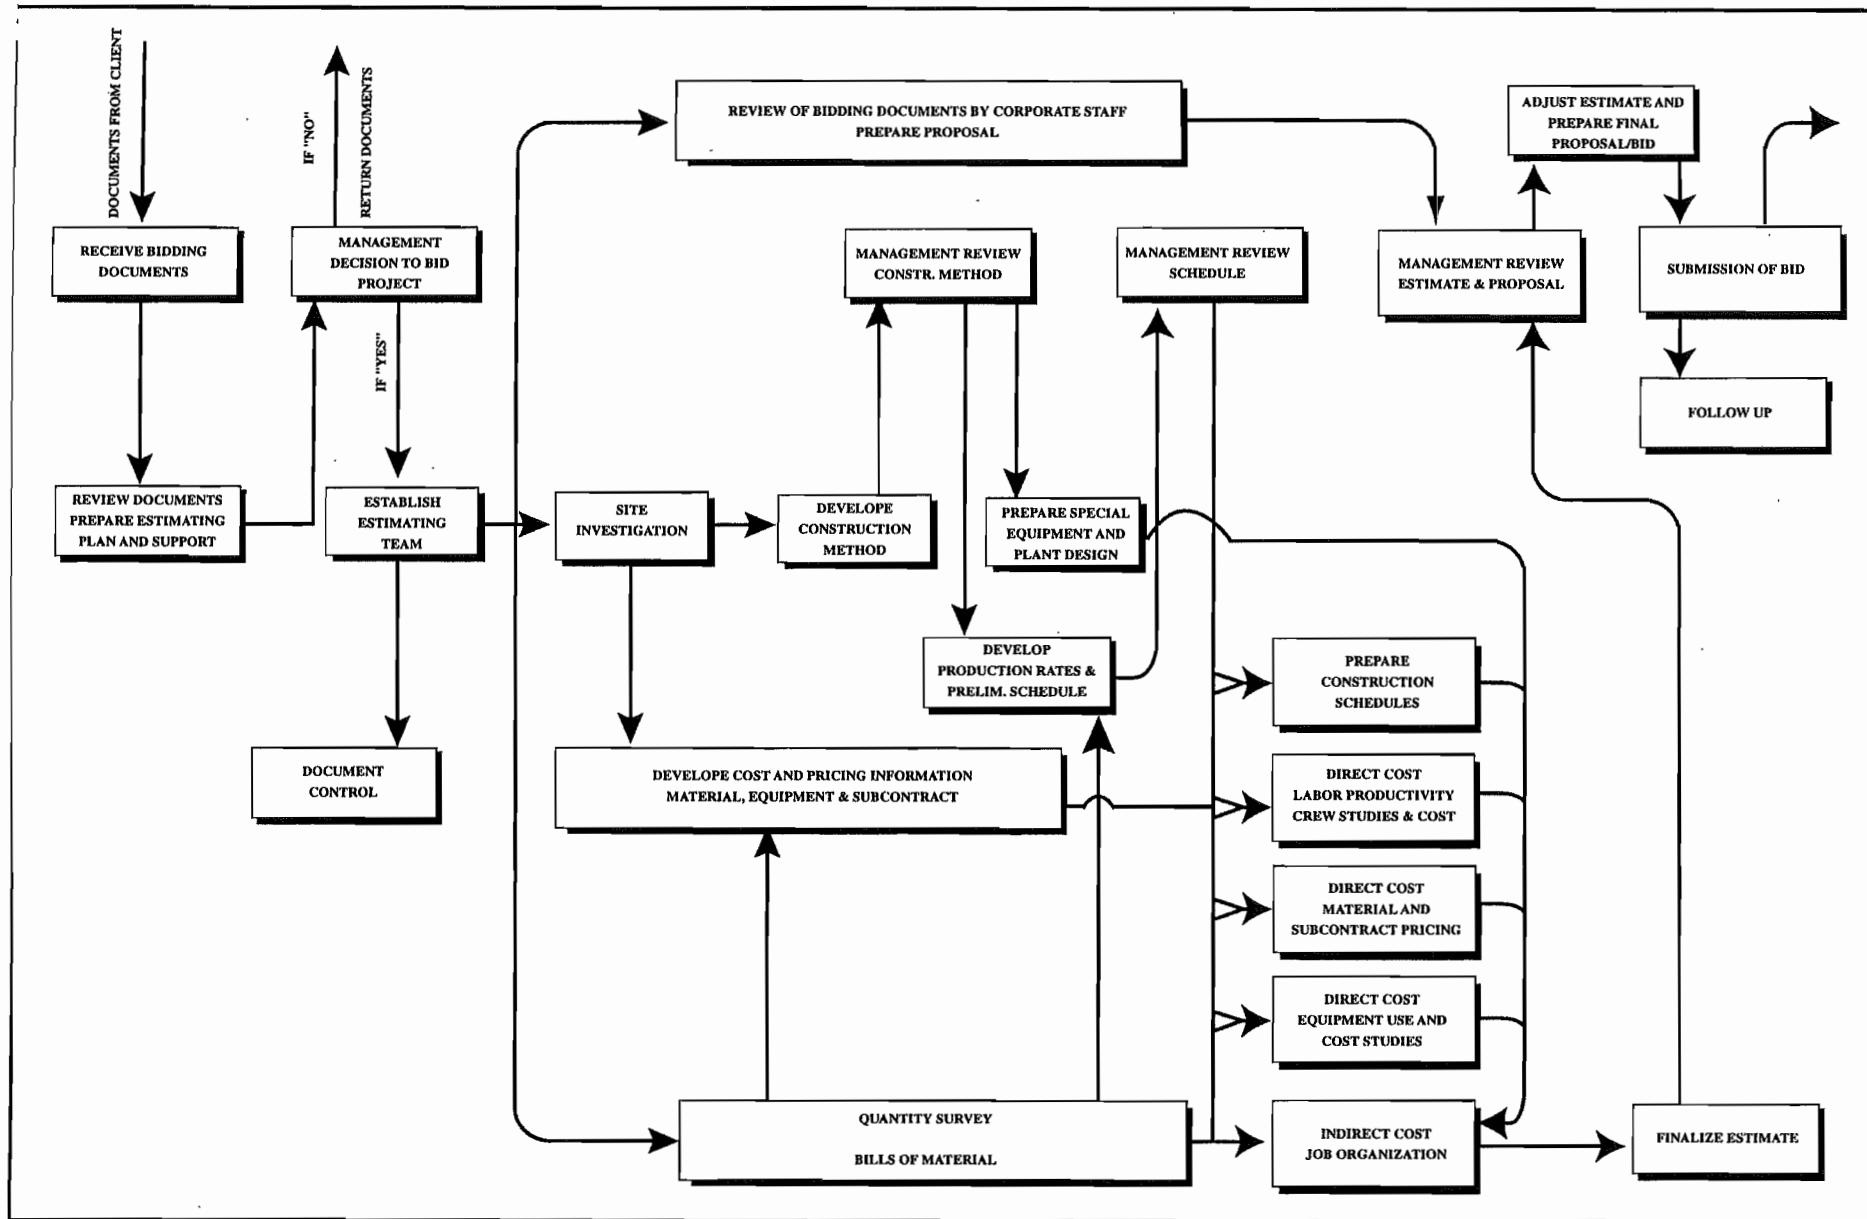 DOCUMENTS FROM CLIENT
IF "NO"
RETURN DOCUMENTS
REVIEW OF BIDDING DOCUMENTS BY CORPORATE STAFF
PREPARE PROPOSAL
ADJUST ESTIMATE AND
PREPARE FINAL
PROPOSAL/BID
RECEIVE BIDDING
DOCUMENTS
MANAGEMENT
DECISION TO BID
PROJECT
MANAGEMENT REVIEW
CONSTR. METHOD
MANAGEMENT REVIEW
SCHEDULE
MANAGEMENT REVIEW
ESTIMATE & PROPOSAL
SUBMISSION OF BID
IF "YES"
FOLLOW UP
REVIEW DOCUMENTS
PREPARE ESTIMATING
PLAN AND SUPPORT
ESTABLISH
ESTIMATING
TEAM
SITE
INVESTIGATION
DEVELOPE
CONSTRUCTION
METHOD
PREPARE SPECIAL
EQUIPMENT AND
PLANT DESIGN
DEVELOP
PRODUCTION RATES &
PRELIM. SCHEDULE
PREPARE
CONSTRUCTION
SCHEDULES
DOCUMENT
CONTROL
DEVELOPE COST AND PRICING INFORMATION
MATERIAL, EQUIPMENT & SUBCONTRACT
DIRECT COST
LABOR PRODUCTIVITY
CREW STUDIES & COST
DIRECT COST
MATERIAL AND
SUBCONTRACT PRICING
DIRECT COST
EQUIPMENT USE AND
COST STUDIES
QUANTITY SURVEY
BILLS OF MATERIAL
INDIRECT COST
JOB ORGANIZATION
FINALIZE ESTIMATE